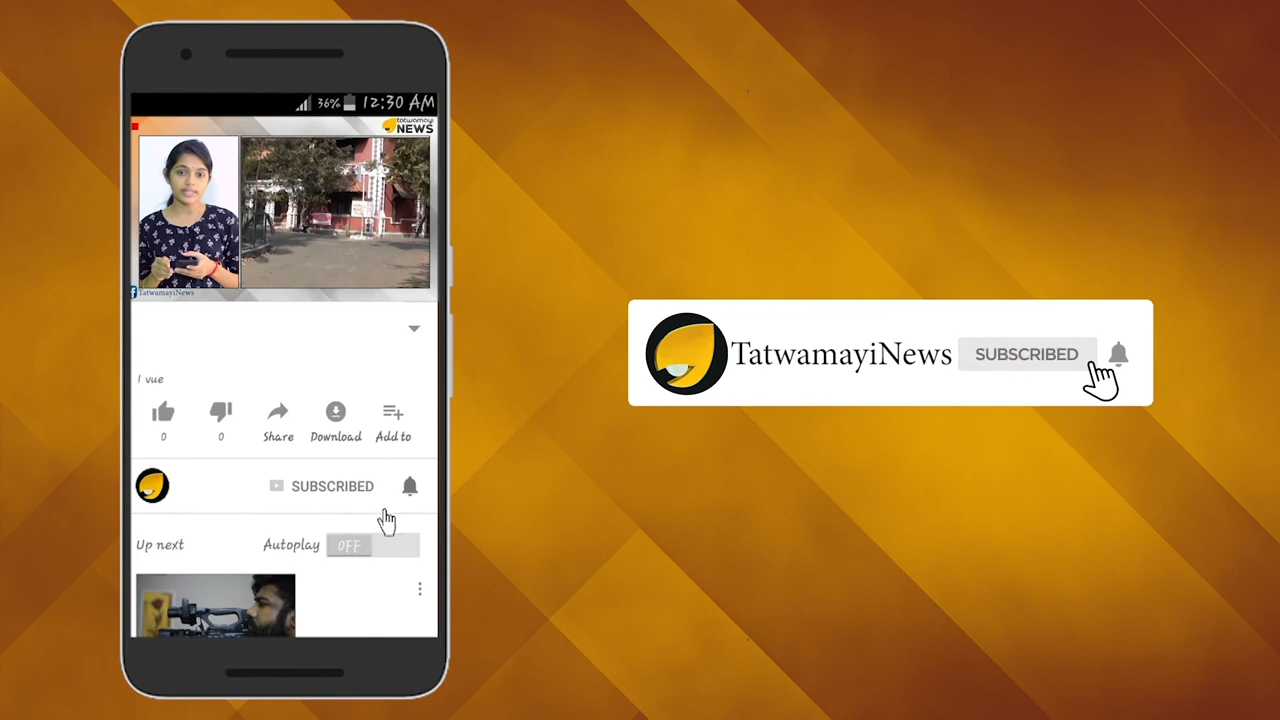 36% 12:30 AM
tatwamayi
NEWS
TatwamayiNews
1 vue
0 0 Share Download Add to
SUBSCRIBED
Up next Autoplay OFF
TatwamayiNews SUBSCRIBED